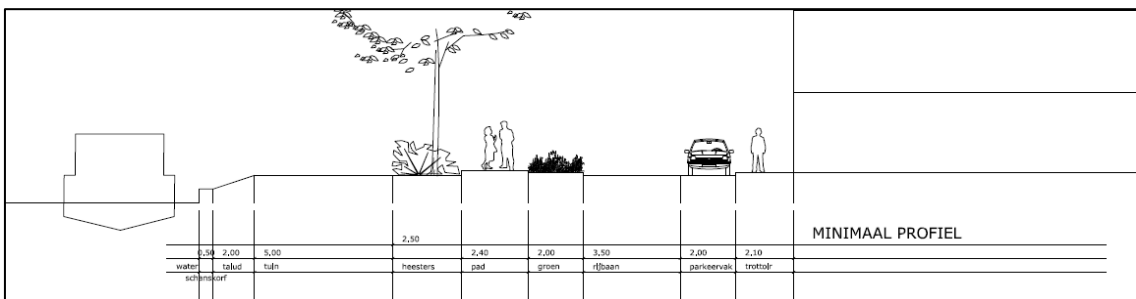 MINIMAAL PROFIEL
2,50
0,50 2,00 5,00 2,40 2,00 3,50 2,00 2,10
water talud tuin heesters pad groen rijbaan parkeervak trottoir
schanskorf